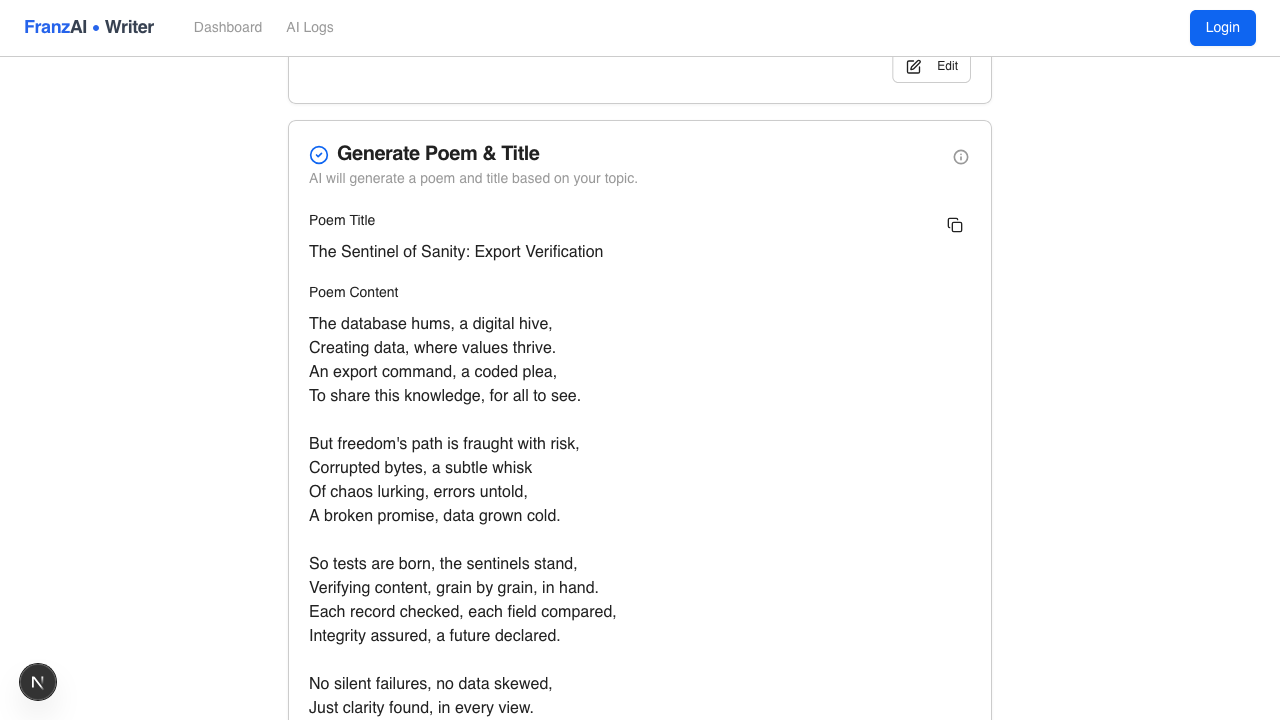 FranzAI • Writer
Dashboard
AI Logs
Login
Edit
Generate Poem & Title
AI will generate a poem and title based on your topic.
Poem Title
The Sentinel of Sanity: Export Verification
Poem Content
The database hums, a digital hive,
Creating data, where values thrive.
An export command, a coded plea,
To share this knowledge, for all to see.
But freedom's path is fraught with risk,
Corrupted bytes, a subtle whisk
Of chaos lurking, errors untold,
A broken promise, data grown cold.
So tests are born, the sentinels stand,
Verifying content, grain by grain, in hand.
Each record checked, each field compared,
Integrity assured, a future declared.
No silent failures, no data skewed,
Just clarity found, in every view.
N